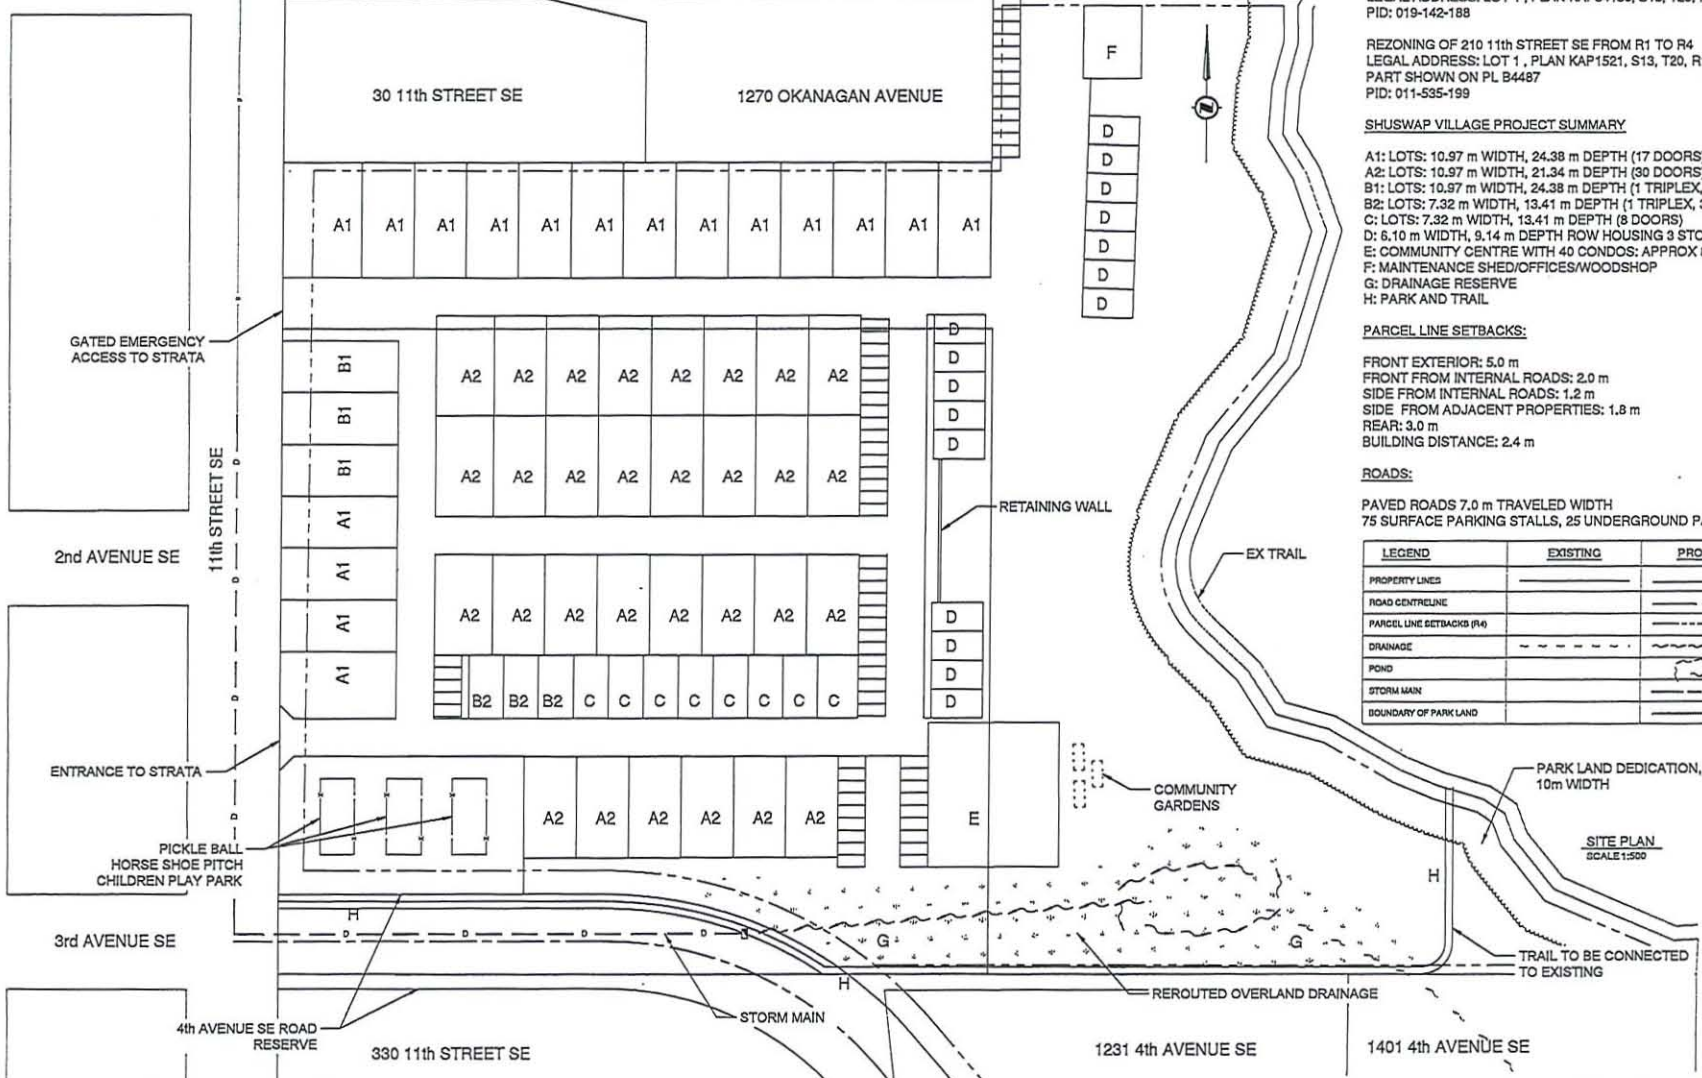 PID: 019-142-188
REZONING OF 210 11th STREET SE FROM R1 TO R4
LEGAL ADDRESS: LOT 1 , PLAN KAP1521, S13, T20, R
PART SHOWN ON PL B4487
PID: 011-535-199
SHUSWAP VILLAGE PROJECT SUMMARY
A1: LOTS: 10.97 m WIDTH, 24.38 m DEPTH (17 DOORS
A2: LOTS: 10.97 m WIDTH, 21.34 m DEPTH (30 DOORS
B1: LOTS: 10.97 m WIDTH, 24.38 m DEPTH (1 TRIPLEX,
B2: LOTS: 7.32 m WIDTH, 13.41 m DEPTH (1 TRIPLEX, 3
C: LOTS: 7.32 m WIDTH, 13.41 m DEPTH (8 DOORS)
D: 6.10 m WIDTH, 9.14 m DEPTH ROW HOUSING 3 STO
E: COMMUNITY CENTRE WITH 40 CONDOS: APPROX
F: MAINTENANCE SHED/OFFICES/WOODSHOP
G: DRAINAGE RESERVE
H: PARK AND TRAIL
PARCEL LINE SETBACKS:
FRONT EXTERIOR: 5.0 m
FRONT FROM INTERNAL ROADS: 2.0 m
SIDE FROM INTERNAL ROADS: 1.2 m
SIDE FROM ADJACENT PROPERTIES: 1.8 m
REAR: 3.0 m
BUILDING DISTANCE: 2.4 m
ROADS:
PAVED ROADS 7.0 m TRAVELED WIDTH
75 SURFACE PARKING STALLS, 25 UNDERGROUND P
LEGEND EXISTING PRO
PROPERTY LINES
ROAD CENTRELINE
PARCEL LINE SETBACKS (R4)
DRAINAGE
POND
STORM MAIN
BOUNDARY OF PARK LAND
30 11th STREET SE
1270 OKANAGAN AVENUE
F
Z
D
D
D
D
D
D
D
A1 A1 A1 A1 A1 A1 A1 A1 A1 A1 A1 A1 A1
GATED EMERGENCY
ACCESS TO STRATA
B1
B1
B1
A1
A1
A1
A1
A2 A2 A2 A2 A2 A2 A2 A2
A2 A2 A2 A2 A2 A2 A2 A2
D
D
D
D
D
11th STREET SE
2nd AVENUE SE
RETAINING WALL
EX TRAIL
A2 A2 A2 A2 A2 A2 A2 A2
B2 B2 B2 C C C C C C C C
D
D
D
D
ENTRANCE TO STRATA
PICKLE BALL
HORSE SHOE PITCH
CHILDREN PLAY PARK
A2 A2 A2 A2 A2 A2
E
COMMUNITY
GARDENS
PARK LAND DEDICATION,
10m WIDTH
SITE PLAN
SCALE 1:500
H
H
3rd AVENUE SE
D D D D
G
G
H
TRAIL TO BE CONNECTED
TO EXISTING
REROUTED OVERLAND DRAINAGE
STORM MAIN
4th AVENUE SE ROAD
RESERVE
330 11th STREET SE
1231 4th AVENUE SE
1401 4th AVENUE SE